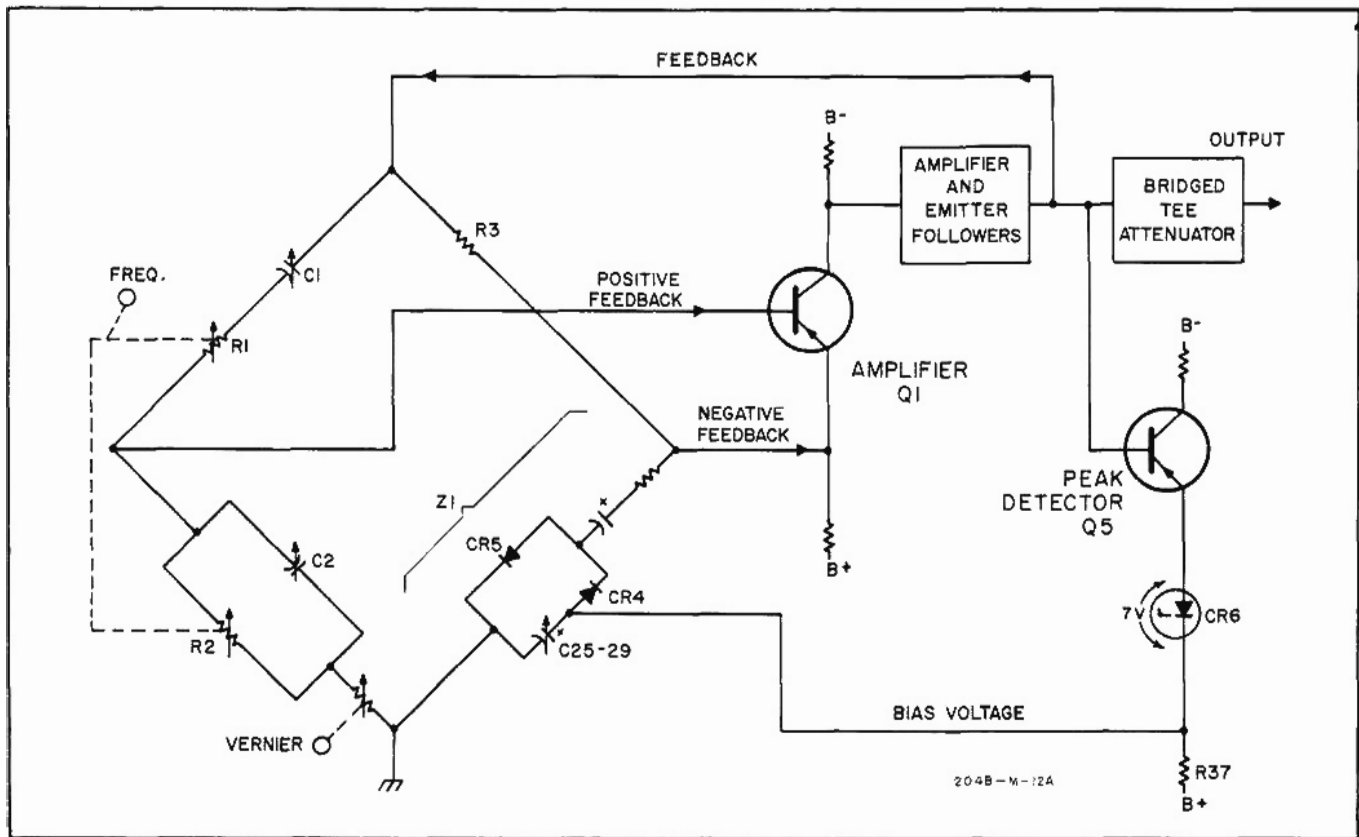 FEEDBACK
B-
OUTPUT
AMPLIFIER
AND
EMITTER
FOLLOWERS
BRIDGED
TEE
ATTENUATOR
R3
C1
FREQ.
POSITIVE
FEEDBACK
R1
B-
AMPLIFIER
Q1
NEGATIVE
FEEDBACK
PEAK
DETECTOR
Q5
Z1
x
CR5
C2
CR4
B+
7V
CR6
R2
x
C25-29
BIAS VOLTAGE
VERNIER
R37
204B-M-12A
B+